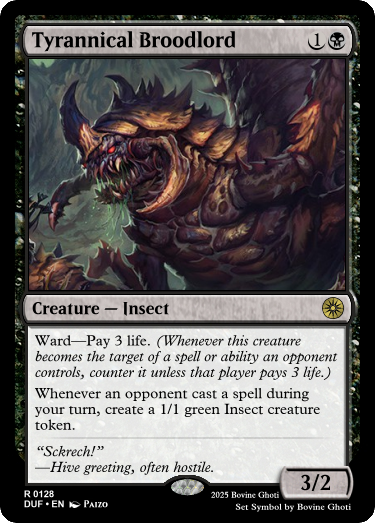 Tyrannical Broodlord 1
Creature — Insect
Ward—Pay 3 life. (Whenever this creature
becomes the target of a spell or ability an opponent
controls, counter it unless that player pays 3 life.)
Whenever an opponent cast a spell during
your turn, create a 1/1 green Insect creature
token.
“Sckrech!”
—Hive greeting, often hostile.
3/2
R 0128
DUF • EN Paizo
2025 Bovine Ghoti
Set Symbol by Bovine Ghoti